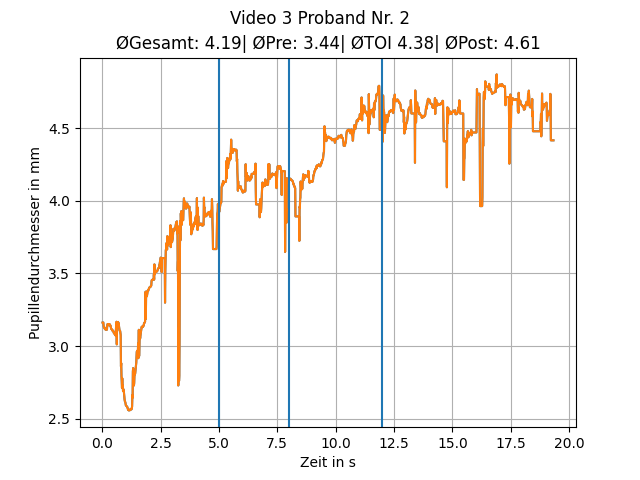 Video 3 Proband Nr. 2
ØGesamt: 4.19| ØPre: 3.44| ØTOI 4.38| ØPost: 4.61
Pupillendurchmesser in mm
4.5
4.0
3.5
3.0
2.5
0.0 2.5 5.0 7.5 10.0 12.5 15.0 17.5 20.0
Zeit in s